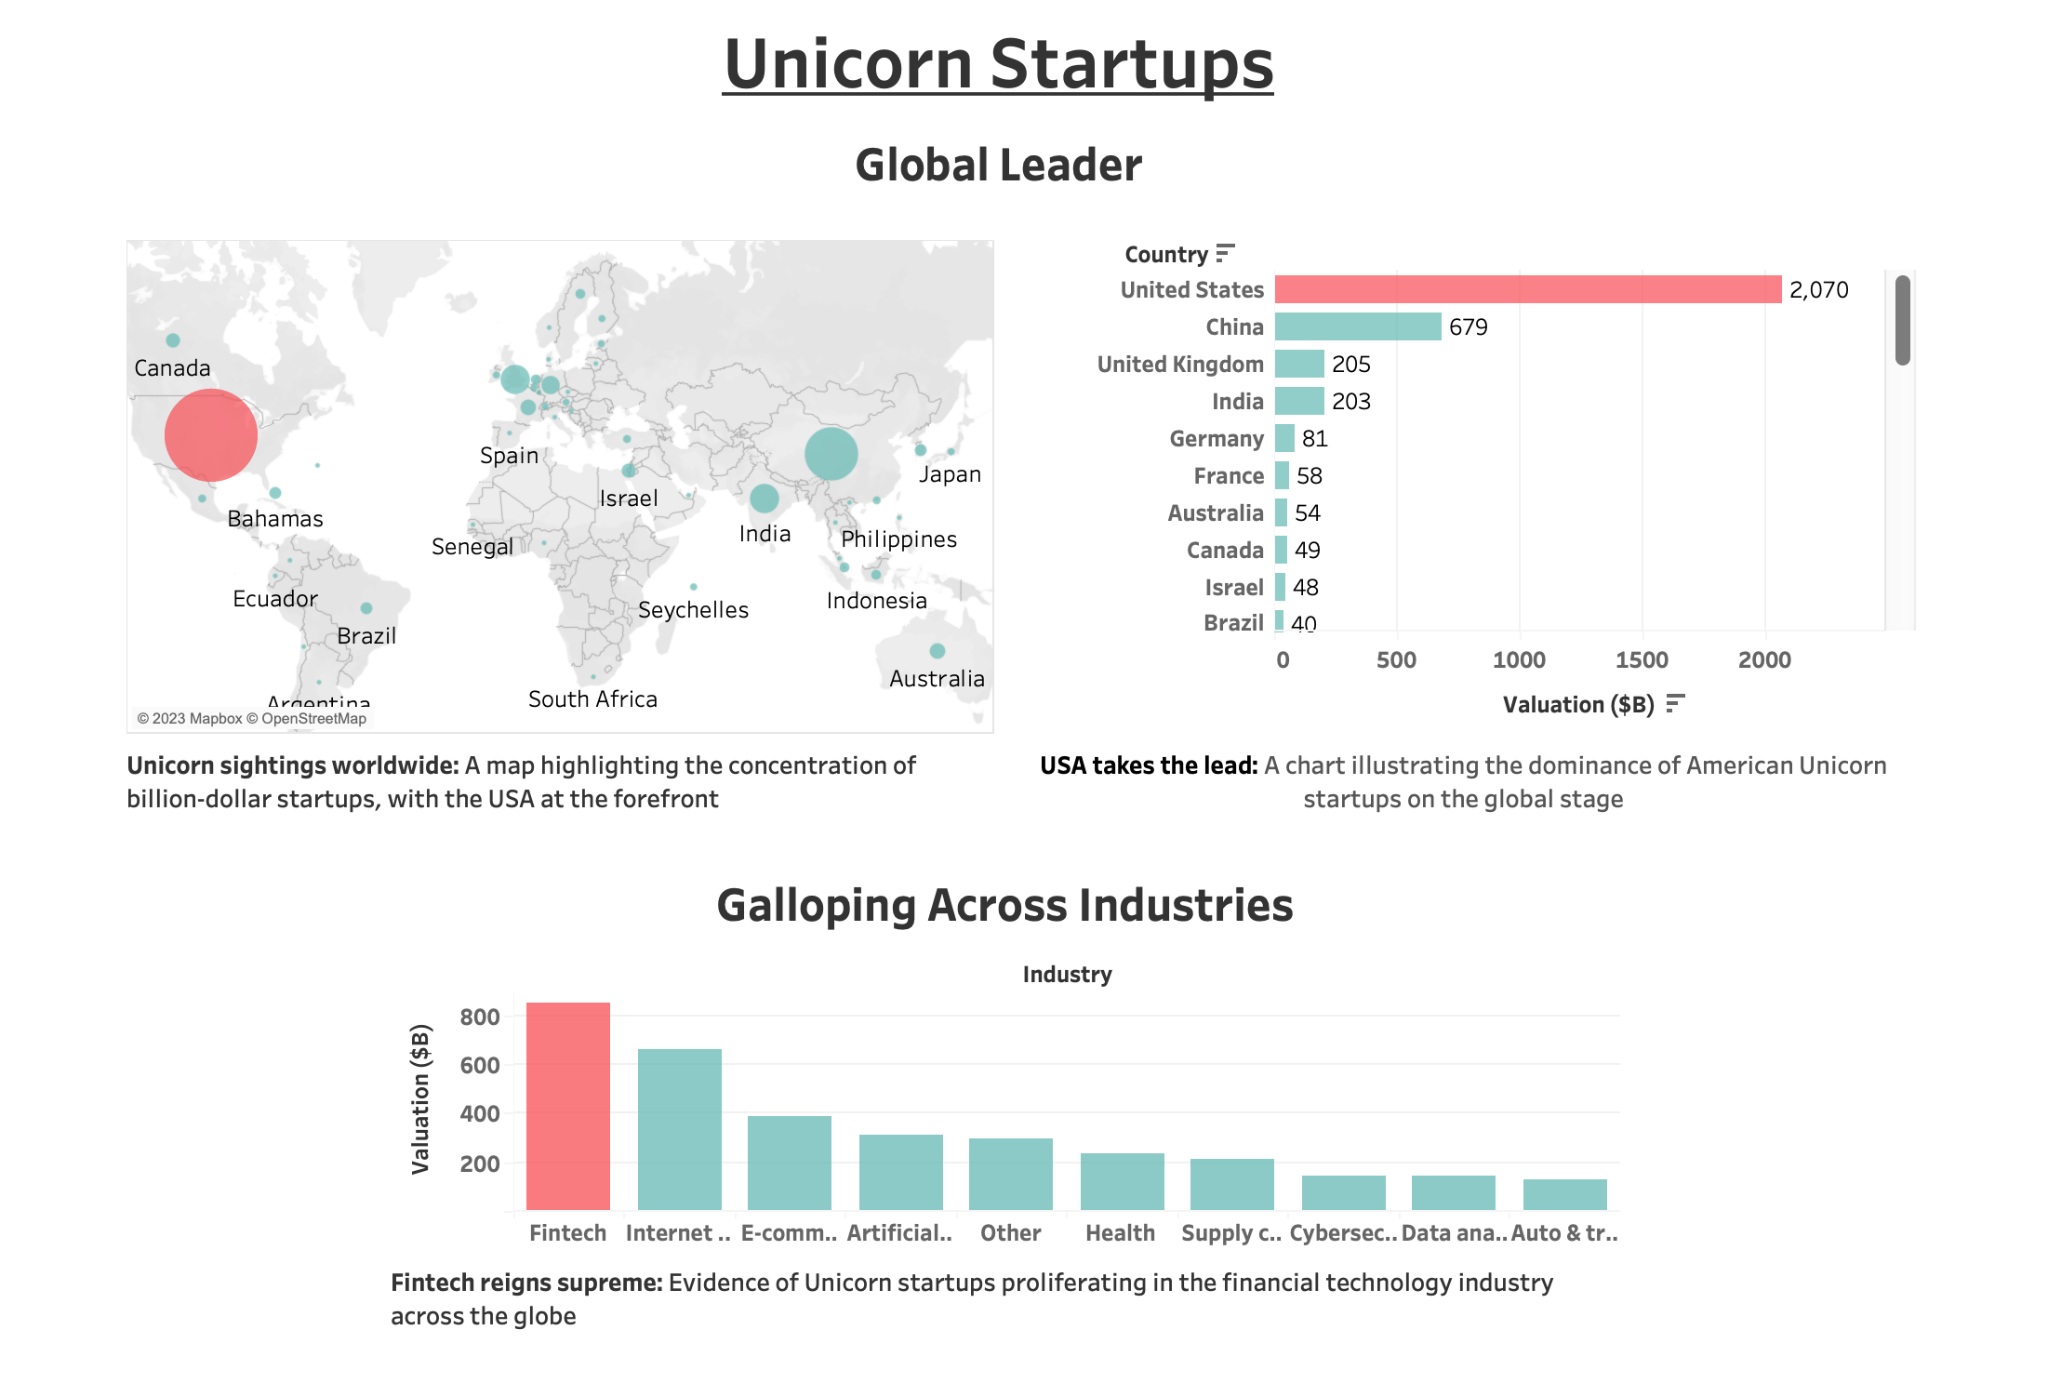 Unicorn Startups
Global Leader
Canada
Bahamas
Ecuador
Brazil
Argentina
Spain
Israel
Senegal
Seychelles
South Africa
India
Japan
Philippines
Indonesia
Australia
© 2023 Mapbox © OpenStreetMap
Country
United States 2,070
China 679
United Kingdom 205
India 203
Germany 81
France 58
Australia 54
Canada 49
Israel 48
Brazil 40
0 500 1000 1500 2000
Valuation ($B)
Unicorn sightings worldwide: A map highlighting the concentration of
billion-dollar startups, with the USA at the forefront
USA takes the lead: A chart illustrating the dominance of American Unicorn
startups on the global stage
Galloping Across Industries
Industry
Valuation ($B)
800
600
400
200
Fintech Internet .. E-comm.. Artificial.. Other Health Supply c.. Cybersec.. Data ana.. Auto & tr..
Fintech reigns supreme: Evidence of Unicorn startups proliferating in the financial technology industry
across the globe